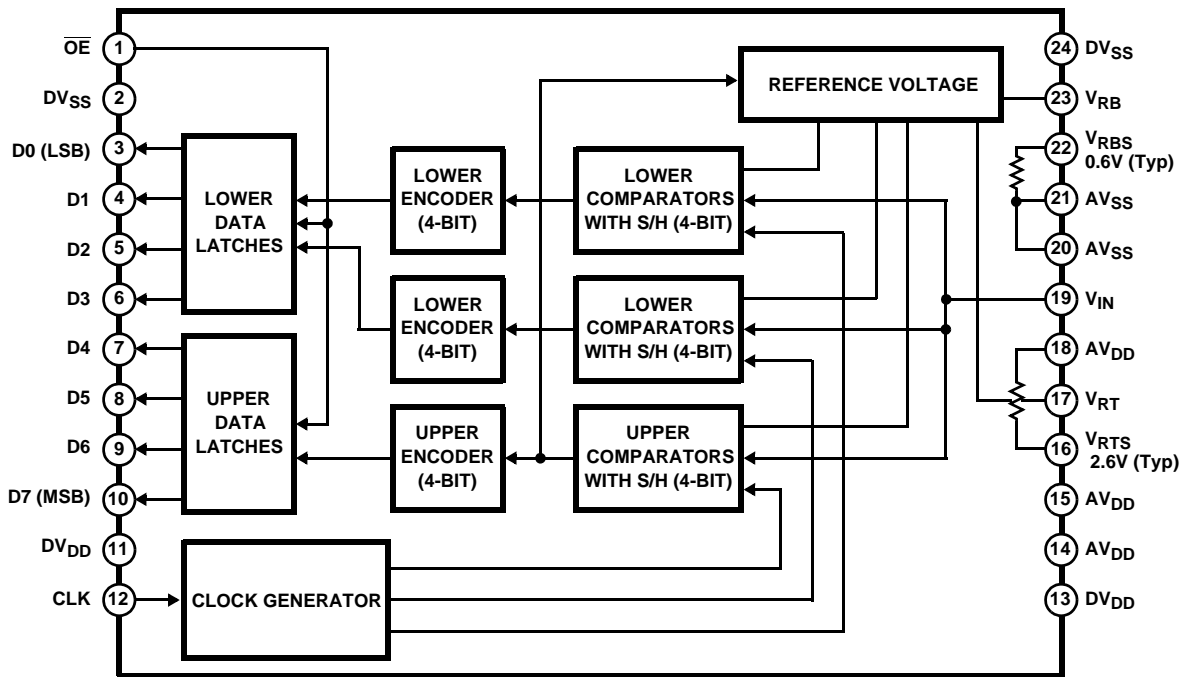 OE
1
DVSS
2
D0 (LSB)
3
D1
4
D2
5
D3
6
D4
7
D5
8
D6
9
D7 (MSB)
10
DVDD
11
CLK
12
LOWER
DATA
LATCHES
UPPER
DATA
LATCHES
CLOCK GENERATOR
LOWER
ENCODER
(4-BIT)
LOWER
ENCODER
(4-BIT)
UPPER
ENCODER
(4-BIT)
REFERENCE VOLTAGE
LOWER
COMPARATORS
WITH S/H (4-BIT)
LOWER
COMPARATORS
WITH S/H (4-BIT)
UPPER
COMPARATORS
WITH S/H (4-BIT)
24
DVSS
23
VRB
22
VRBS
0.6V (Typ)
21
AVSS
20
AVSS
19
VIN
18
AVDD
17
VRT
16
VRTS
2.6V (Typ)
15
AVDD
14
AVDD
13
DVDD